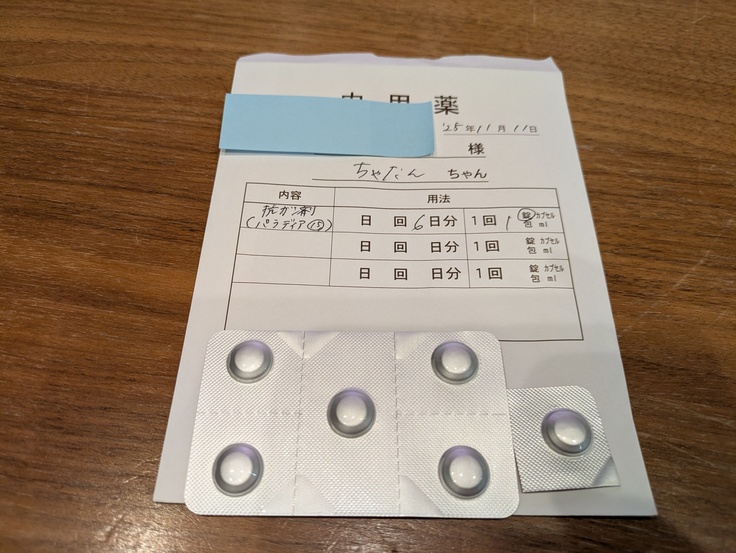 薬
'25年11月11日
様
ちゃたん ちゃん
内容 用法
抗ガン剤 (パラディア⑮) 日 回 6日分 1回 1 錠 カプセル 包 ml
日 回 日分 1回 錠 カプセル 包 ml
日 回 日分 1回 錠 カプセル 包 ml